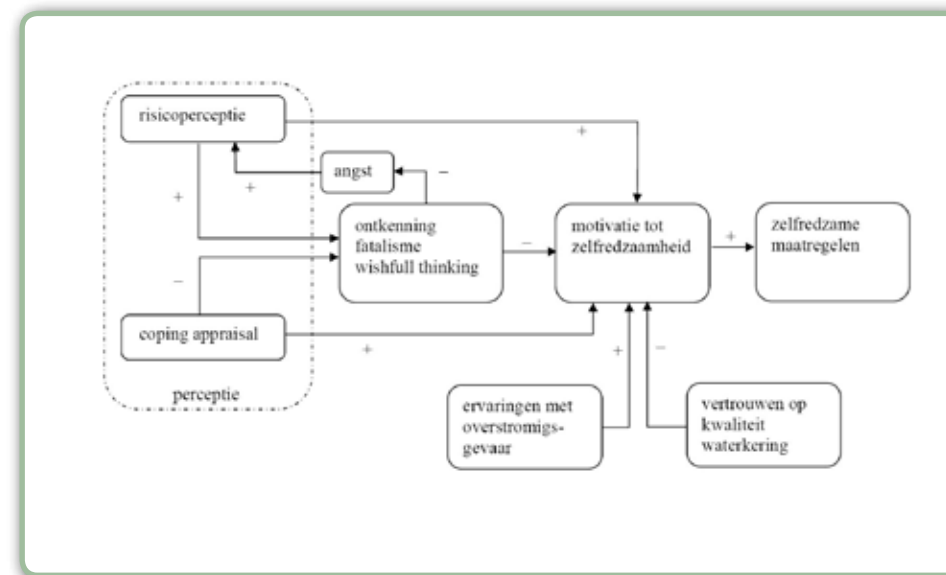 risicoperceptie
+
angst
–
+
+
ontkenning
fatalisme
wishfull thinking
–
motivatie tot
zelfredzaamheid
+
zelfredzame
maatregelen
–
coping appraisal
+
perceptie
+
–
ervaringen met
overstromigs-
gevaar
vertrouwen op
kwaliteit
waterkering